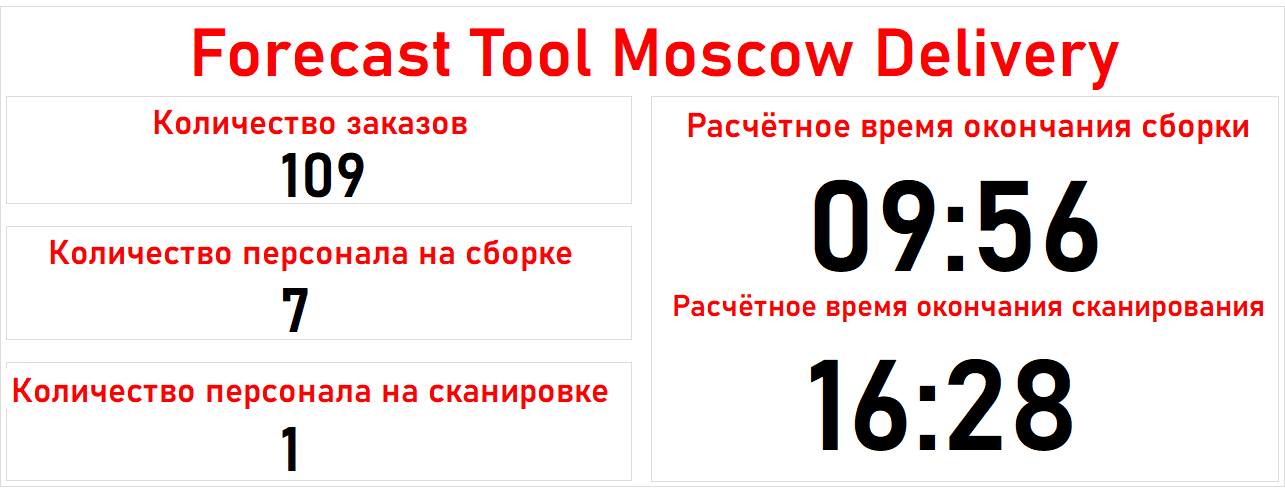 Forecast Tool Moscow Delivery
Количество заказов
109
Количество персонала на сборке
7
Количество персонала на сканировке
1
Расчётное время окончания сборки
09:56
Расчётное время окончания сканирования
16:28